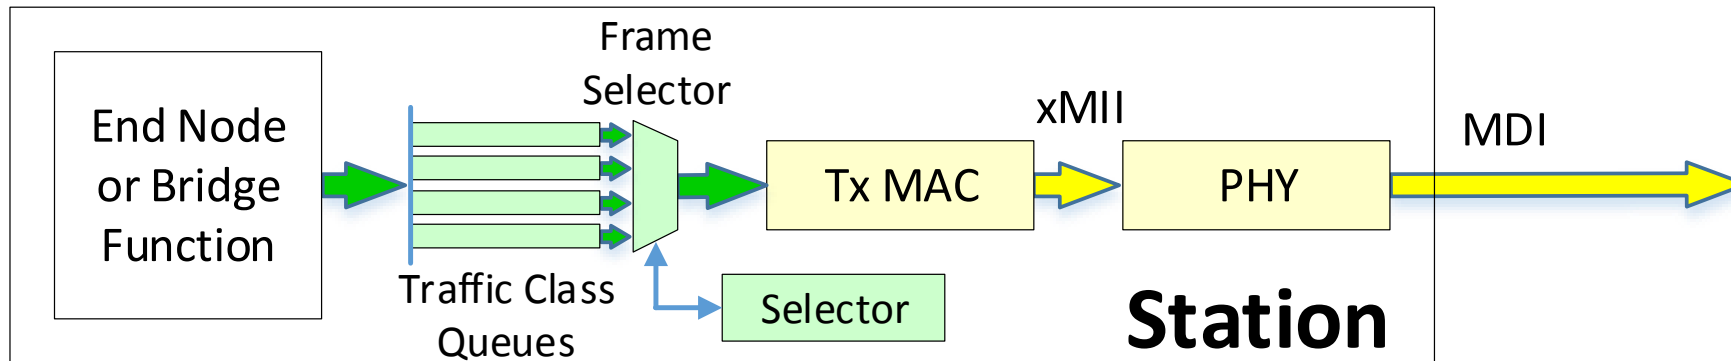 End Node
or Bridge
Function
Frame
Selector
Traffic Class
Queues
Selector
Tx MAC
xMII
PHY
MDI
Station